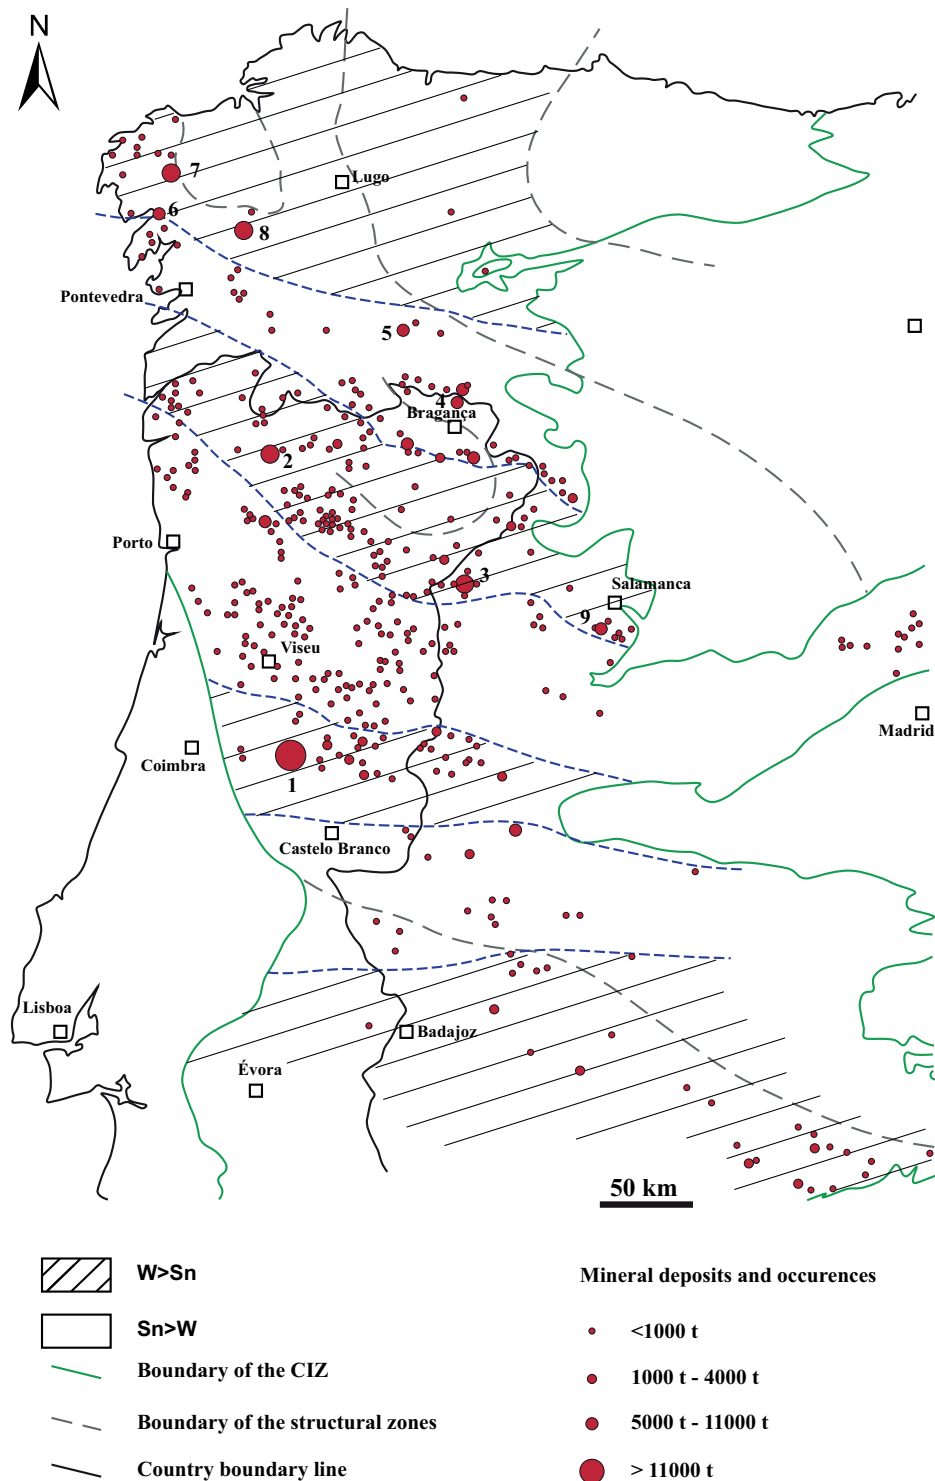 N
7
Lugo
6
8
Pontevedra
5
4
Bragança
2
Porto
3
Salamanca
9
Viseu
Madrid
Coimbra
1
Castelo Branco
Lisboa
Badajoz
Évora
50 km
W>Sn
Mineral deposits and occurences
Sn>W
<1000 t
Boundary of the CIZ
1000 t - 4000 t
Boundary of the structural zones
5000 t - 11000 t
Country boundary line
> 11000 t